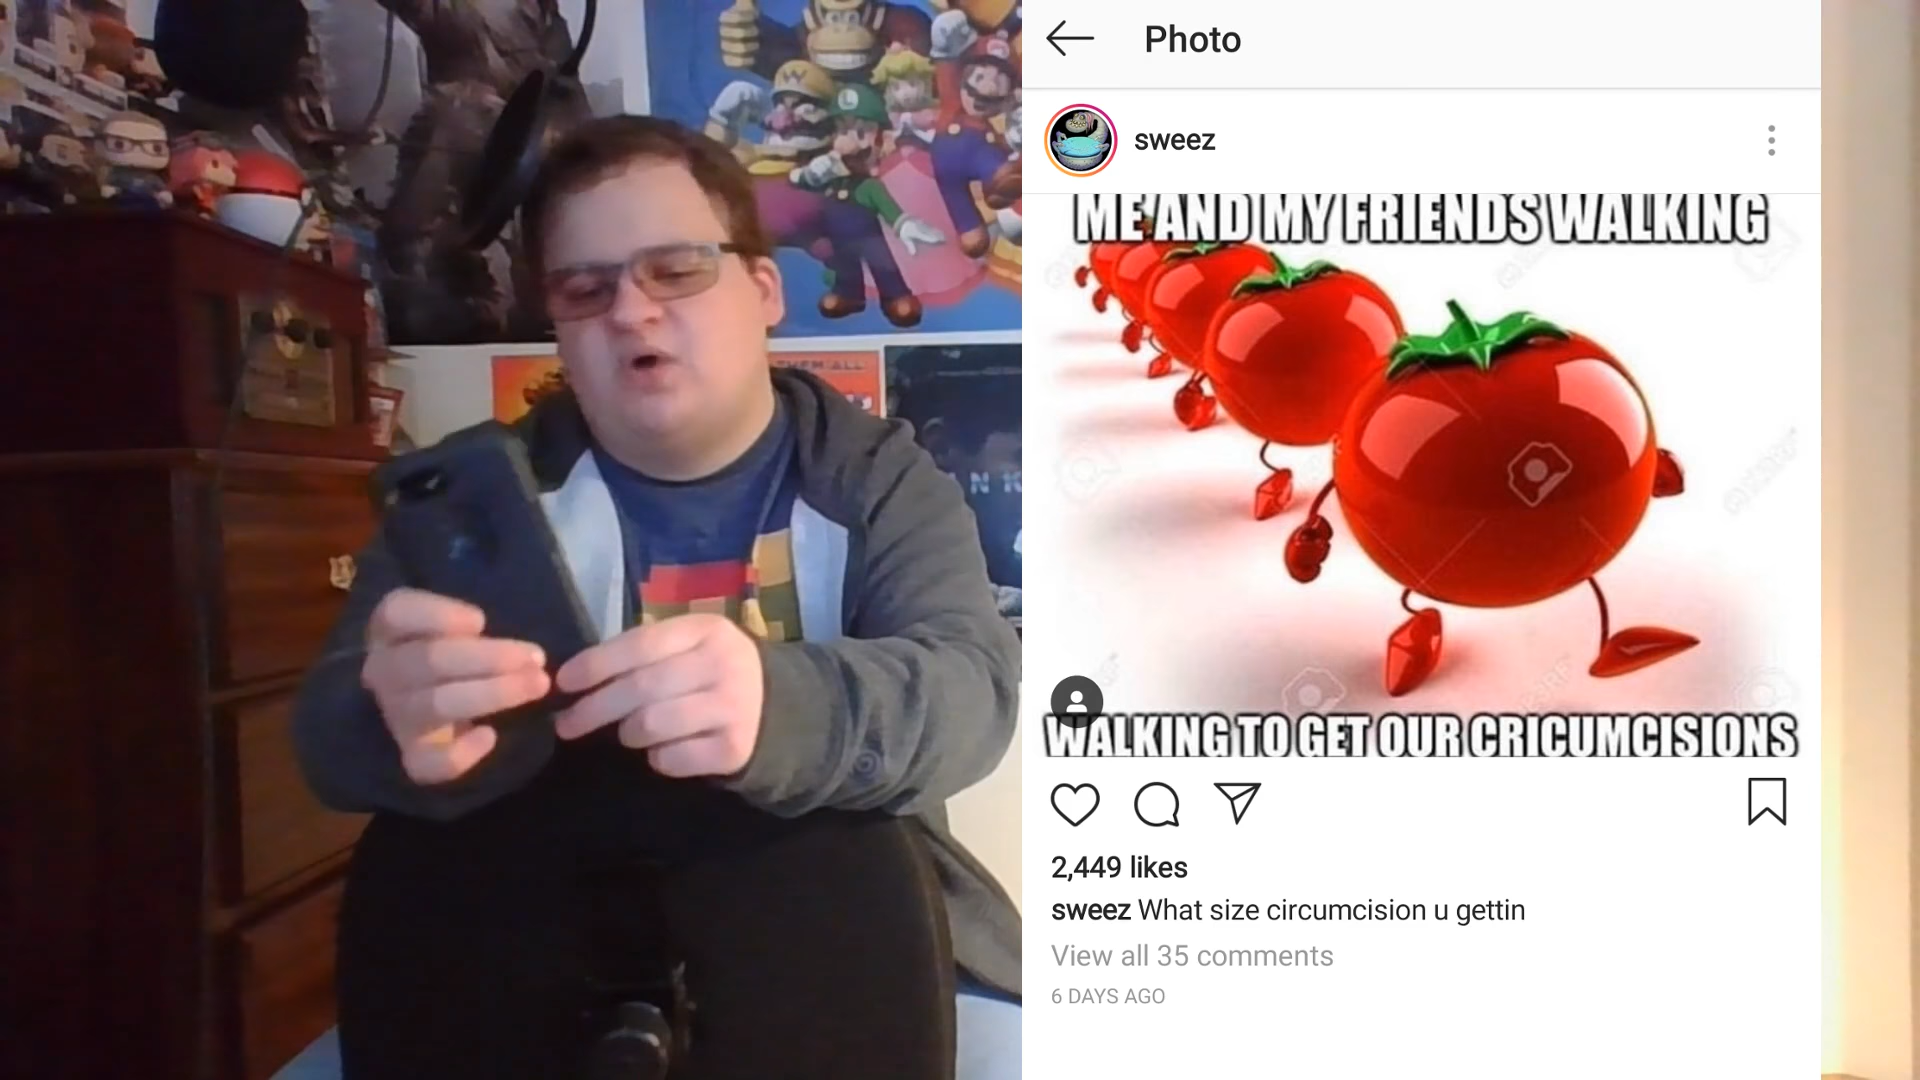 Photo
sweez
ME AND MY FRIENDS WALKING
WALKING TO GET OUR CRICUMCISIONS
2,449 likes
sweez What size circumcision u gettin
View all 35 comments
6 DAYS AGO